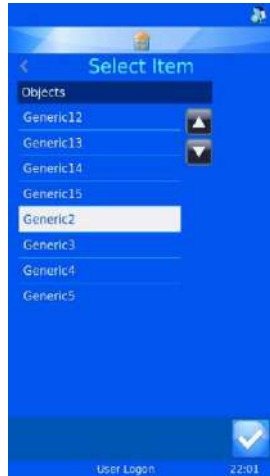 Select Item
Objects
Generic12
Generic13
Generic14
Generic15
Generic2
Generic3
Generic4
Generic5
User Logon
22:01